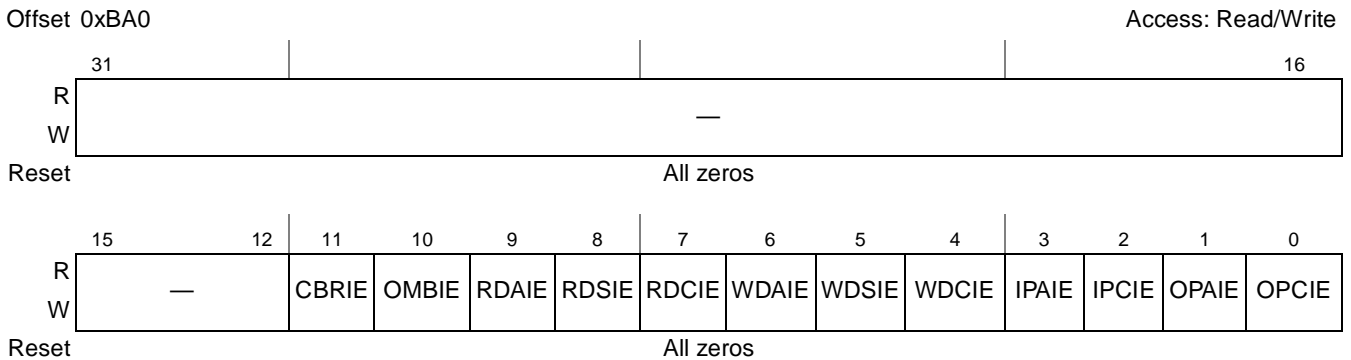 Offset 0xBA0 Access: Read/Write
31 16
R
—
W
Reset All zeros
15 12 11 10 9 8 7 6 5 4 3 2 1 0
R
— CBRIE OMBIE RDAIE RDSIE RDCIE WDAIE WDSIE WDCIE IPAIE IPCIE OPAIE OPCIE
W
Reset All zeros